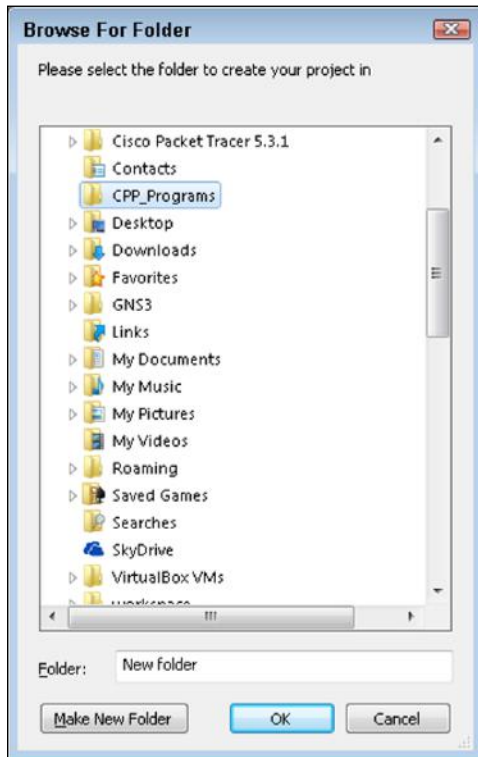 Browse For Folder
Please select the folder to create your project in
Cisco Packet Tracer 5.3.1
Contacts
CPP_Programs
Desktop
Downloads
Favorites
GNS3
Links
My Documents
My Music
My Pictures
My Videos
Roaming
Saved Games
Searches
SkyDrive
VirtualBox VMs
workspace
Folder: New folder
Make New Folder OK Cancel